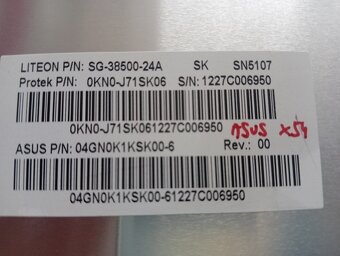 LITEON P/N: SG-38500-24A SK SN5107
Protek P/N: 0KN0-J71SK06 S/N: 1227C006950
0KN0-J71SK061227C006950
ASUS X54
ASUS P/N: 04GN0K1KSK00-6 Rev.: 00
04GN0K1KSK00-61227C006950